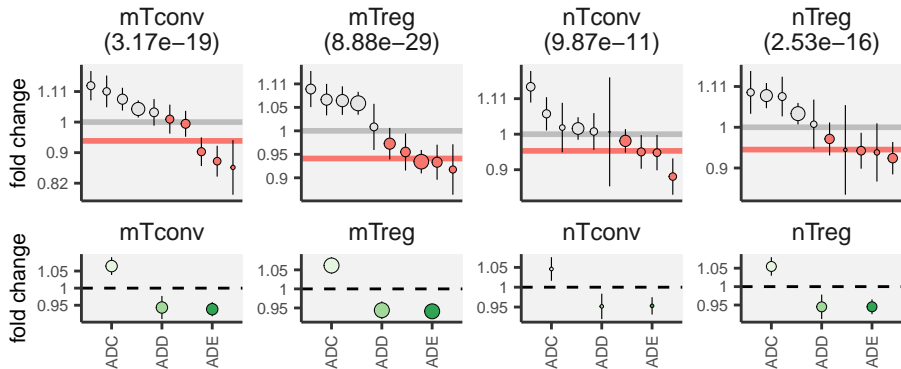 mTconv
(3.17e−19)
mTreg
(8.88e−29)
nTconv
(9.87e−11)
nTreg
(2.53e−16)
fold change
1.11
1
0.9
0.82
1.11
1.05
1
0.95
0.9
1.11
1
0.9
1.11
1
0.9
mTconv
mTreg
nTconv
nTreg
fold change
1.05
1
0.95
1.05
1
0.95
1.05
1
0.95
1.05
1
0.95
ADC
ADD
ADE
ADC
ADD
ADE
ADC
ADD
ADE
ADC
ADD
ADE